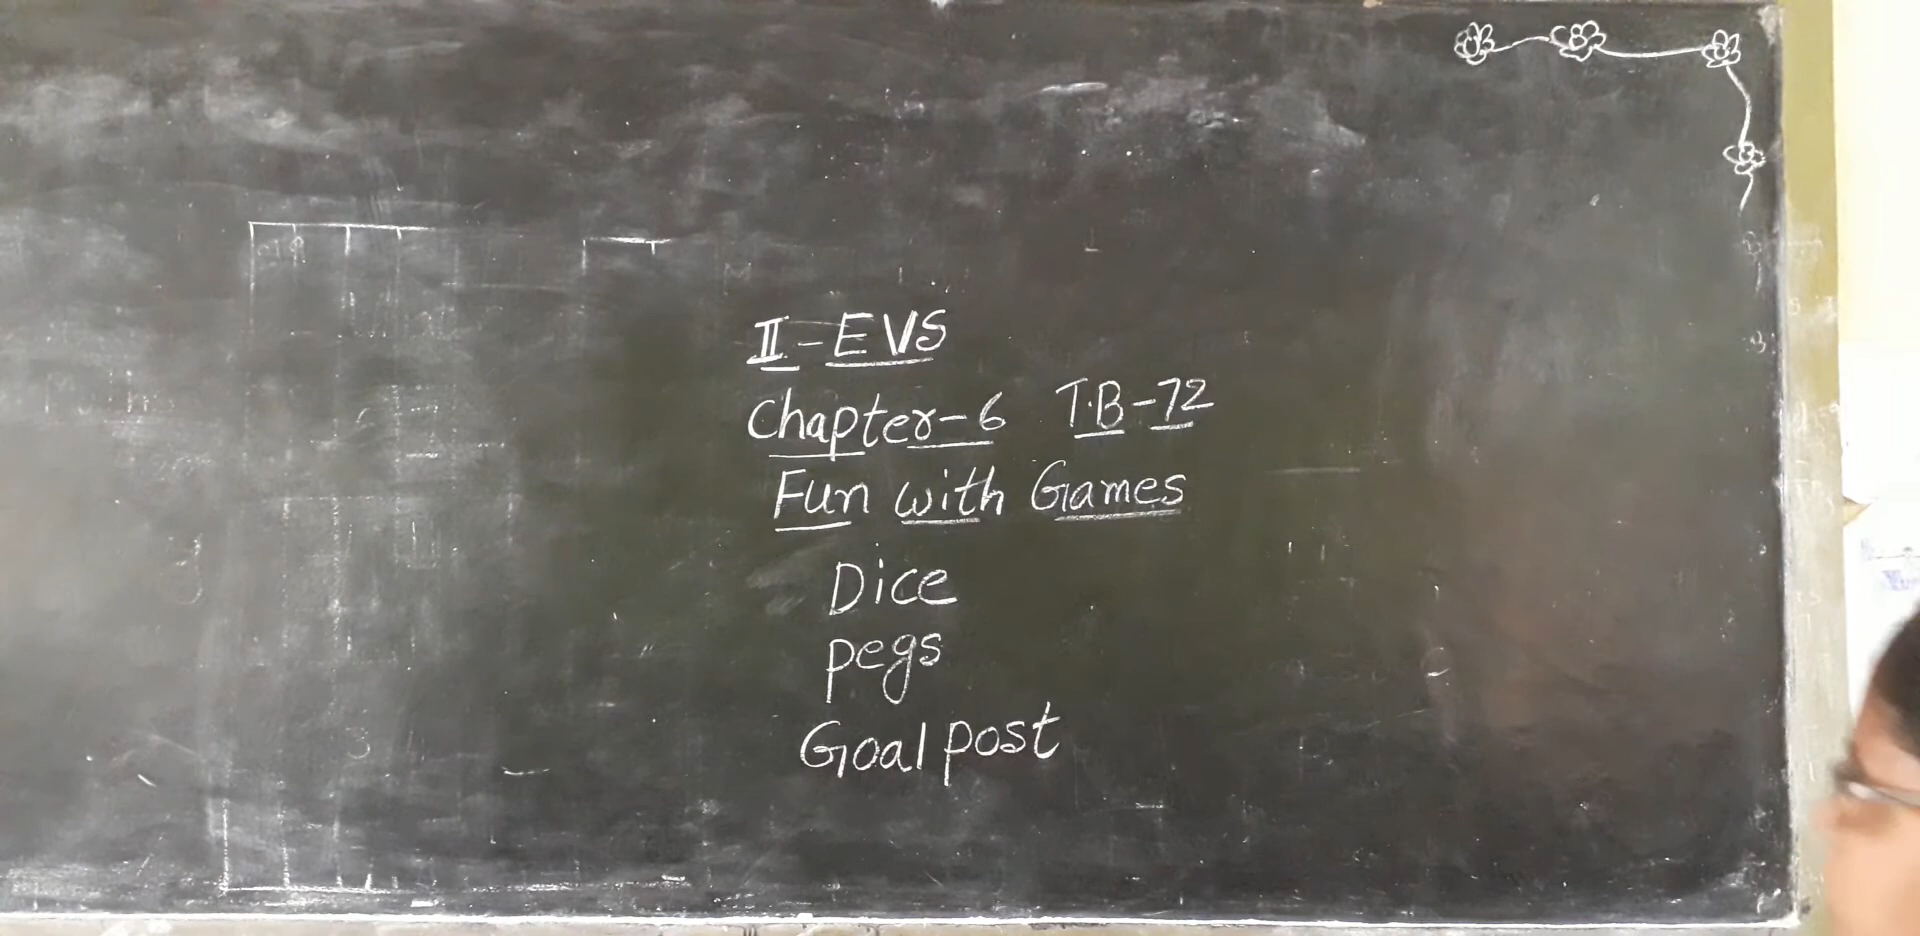 II-EVS
Chapter-6 T.B-72
Fun with Games
Dice
pegs
Goal post